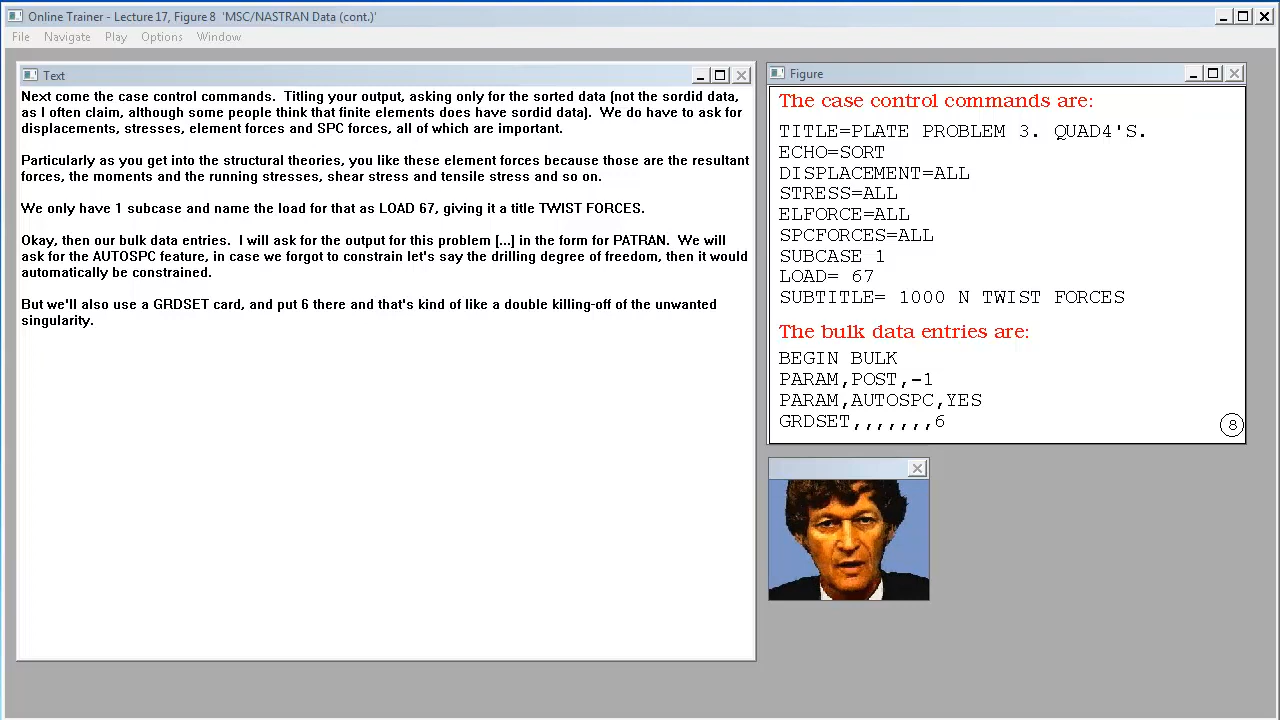 Online Trainer - Lecture 17, Figure 8 'MSC/NASTRAN Data (cont.)'
File Navigate Play Options Window
Text
Next come the case control commands. Titling your output, asking only for the sorted data (not the sordid data,
as I often claim, although some people think that finite elements does have sordid data). We do have to ask for
displacements, stresses, element forces and SPC forces, all of which are important.
Particularly as you get into the structural theories, you like these element forces because those are the resultant
forces, the moments and the running stresses, shear stress and tensile stress and so on.
We only have 1 subcase and name the load for that as LOAD 67, giving it a title TWIST FORCES.
Okay, then our bulk data entries. I will ask for the output for this problem [...] in the form for PATRAN. We will
ask for the AUTOSPC feature, in case we forgot to constrain let's say the drilling degree of freedom, then it would
automatically be constrained.
But we'll also use a GRDSET card, and put 6 there and that's kind of like a double killing-off of the unwanted
singularity.
Figure
The case control commands are:
TITLE=PLATE PROBLEM 3. QUAD4'S.
ECHO=SORT
DISPLACEMENT=ALL
STRESS=ALL
ELFORCE=ALL
SPCFORCES=ALL
SUBCASE 1
LOAD= 67
SUBTITLE= 1000 N TWIST FORCES
The bulk data entries are:
BEGIN BULK
PARAM,POST,-1
PARAM,AUTOSPC,YES
GRDSET,,,,,,,6
8